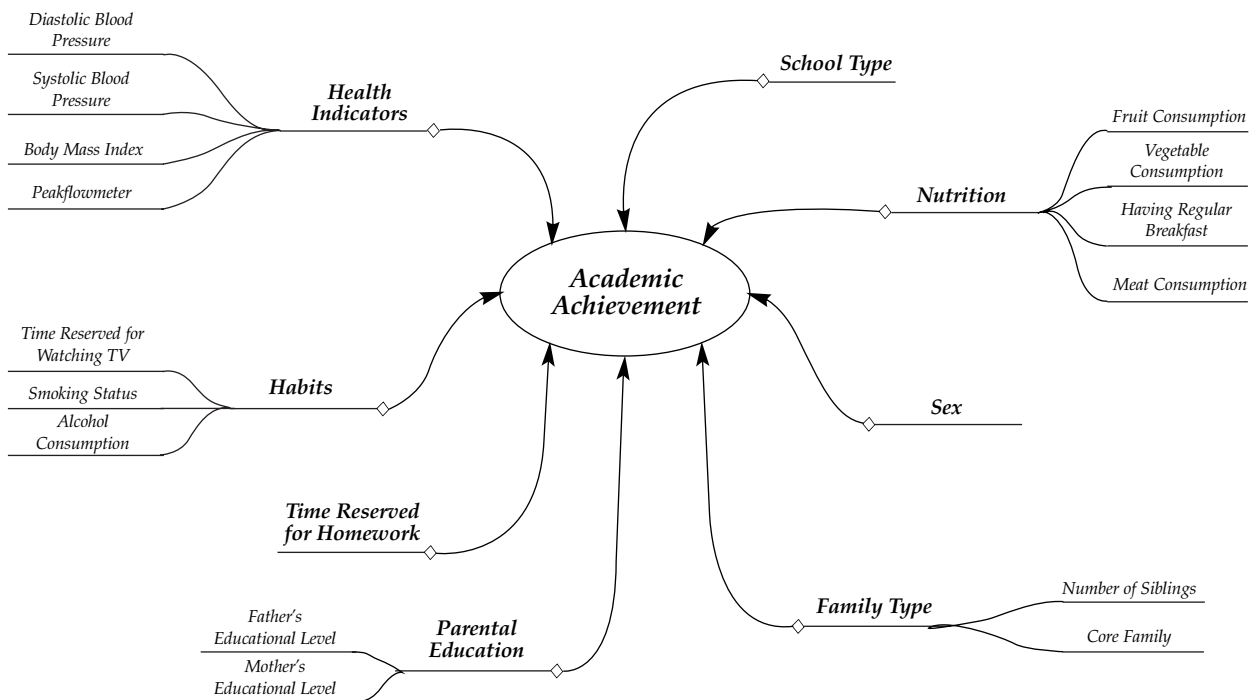 Diastolic Blood
Pressure
Systolic Blood
Pressure
Body Mass Index
Peakflowmeter
Health
Indicators
School Type
Fruit Consumption
Vegetable
Consumption
Having Regular
Breakfast
Meat Consumption
Nutrition
Academic
Achievement
Time Reserved for
Watching TV
Smoking Status
Alcohol
Consumption
Habits
Sex
Time Reserved
for Homework
Father's
Educational Level
Mother's
Educational Level
Parental
Education
Family Type
Number of Siblings
Core Family